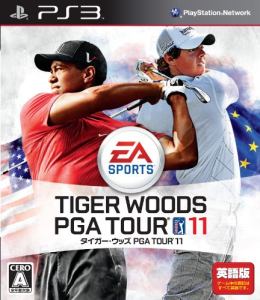 PS3
PlayStation Network
EA
SPORTS
TIGER WOODS
PGA TOUR 11
タイガー・ウッズ PGA TOUR 11
CERO
A
英語版